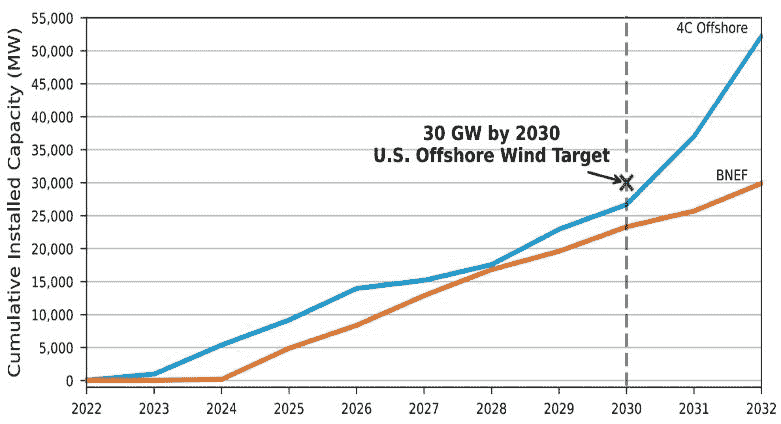 Cumulative Installed Capacity (MW)
55,000
50,000
45,000
40,000
35,000
30,000
25,000
20,000
15,000
10,000
5,000
0
4C Offshore
30 GW by 2030
U.S. Offshore Wind Target
BNEF
2022 2023 2024 2025 2026 2027 2028 2029 2030 2031 2032